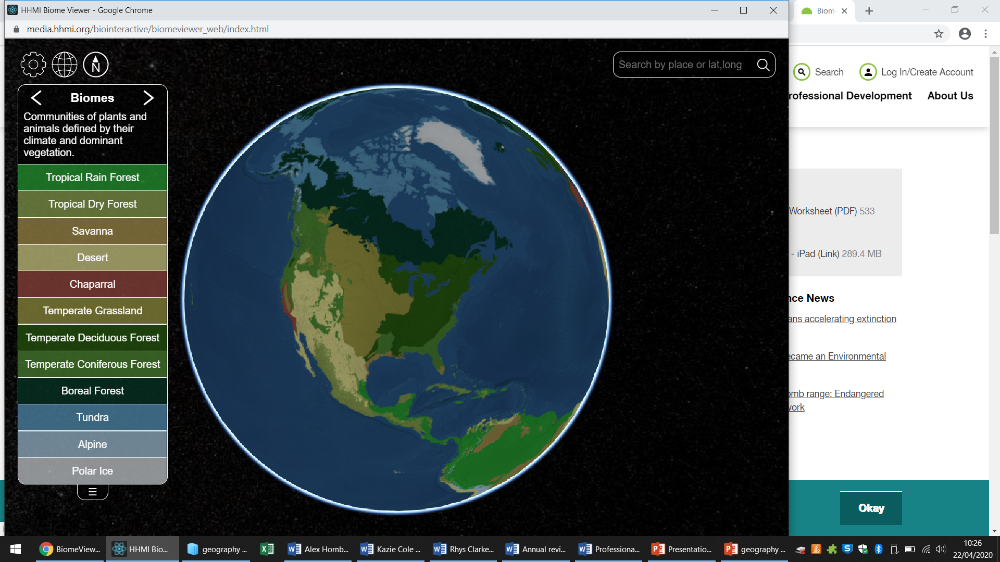 HHMI Biome Viewer - Google Chrome
Biom
media.hhmi.org/biointeractive/biomeviewer_web/index.html
N
Search by place or lat,long
Search
Log In/Create Account
rofessional Development
About Us
Biomes
Communities of plants and
animals defined by their
climate and dominant
vegetation.
Tropical Rain Forest
Tropical Dry Forest
Savanna
Desert
Chaparral
Temperate Grassland
Temperate Deciduous Forest
Temperate Coniferous Forest
Boreal Forest
Tundra
Alpine
Polar Ice
Worksheet (PDF) 533
- iPad (Link) 289.4 MB
nce News
ans accelerating extinction
ecame an Environmental
omb range: Endangered
work
Okay
BiomeView...
HHMI Bio...
geography ...
Alex Hornb...
Kazie Cole ...
Rhys Clarke...
Annual revi...
Professiona...
Presentatio...
geography ...
10:26
22/04/2020